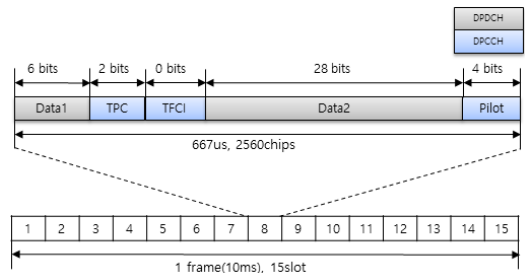 DPDCH
DPCCH
6 bits 2 bits 0 bits 28 bits 4 bits
Data1 TPC TFCI Data2 Pilot
667us, 2560chips
1 2 3 4 5 6 7 8 9 10 11 12 13 14 15
1 frame(10ms), 15slot